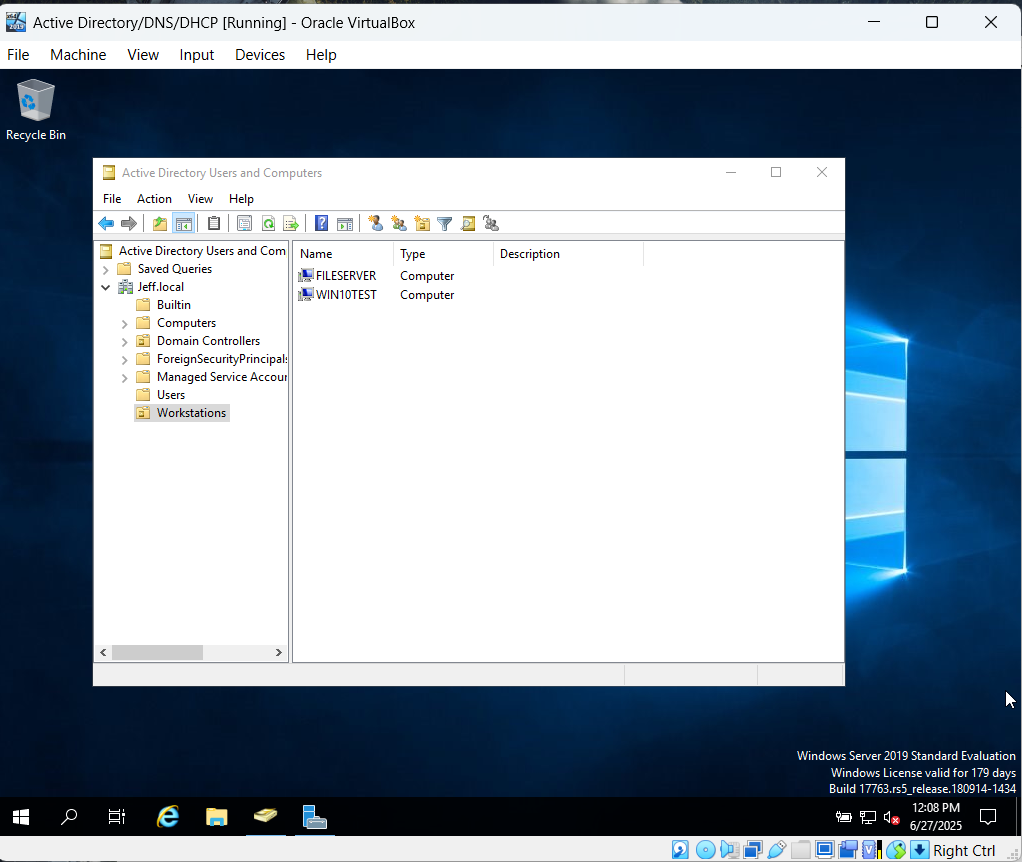 Active Directory/DNS/DHCP [Running] - Oracle VirtualBox
File Machine View Input Devices Help
Recycle Bin
Active Directory Users and Computers
File Action View Help
Active Directory Users and Com
Saved Queries
Jeff.local
Builtin
Computers
Domain Controllers
ForeignSecurityPrincipals
Managed Service Accour
Users
Workstations
Name Type Description
FILESERVER Computer
WIN10TEST Computer
Windows Server 2019 Standard Evaluation
Windows License valid for 179 days
Build 17763.rs5_release.180914-1434
12:08 PM
6/27/2025
Right Ctrl